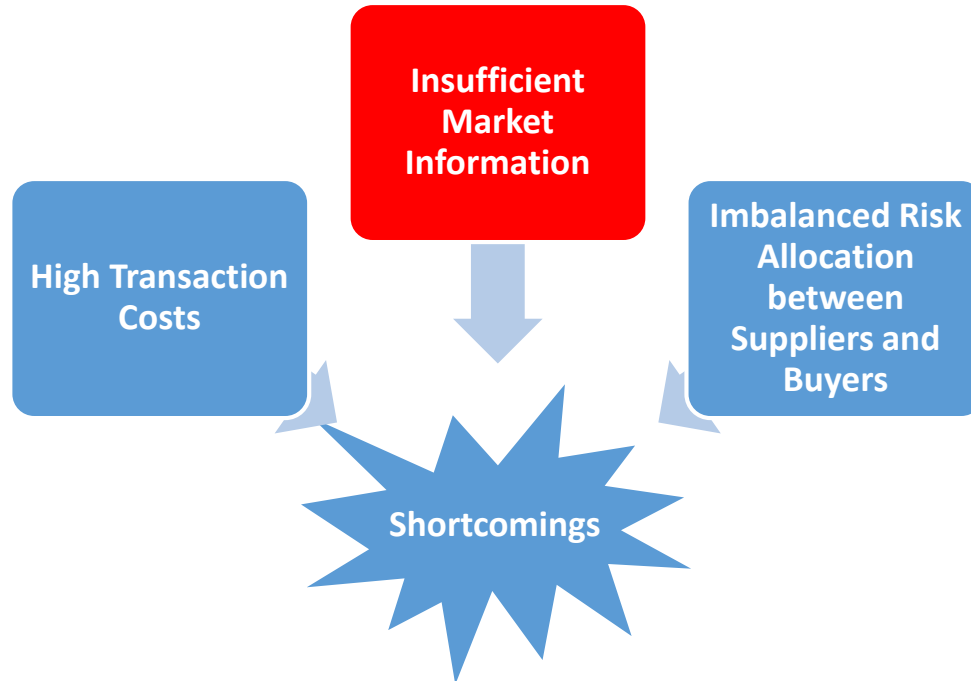 Insufficient
Market
Information
High Transaction
Costs
Imbalanced Risk
Allocation
between
Suppliers and
Buyers
Shortcomings